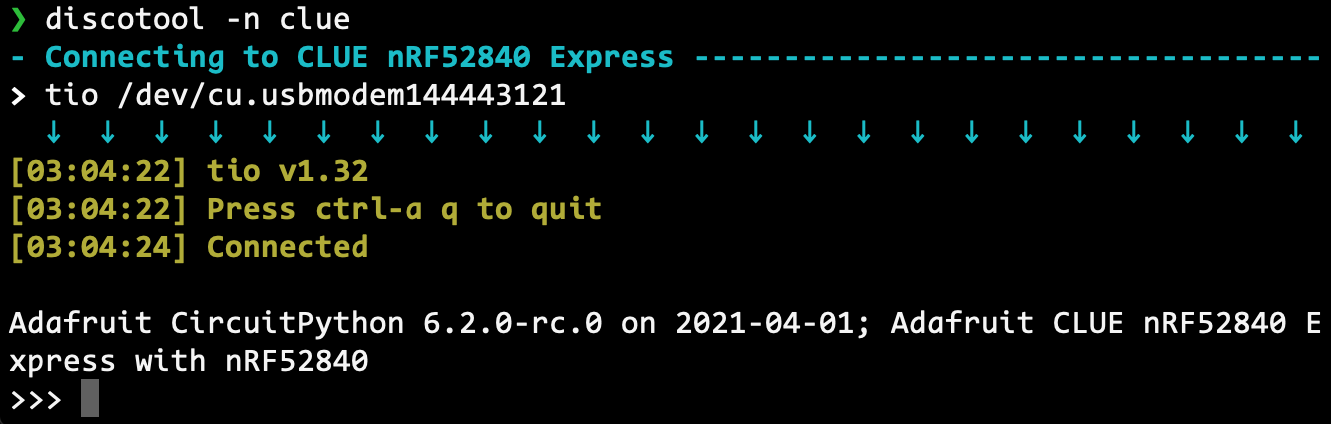 ❯ discotool -n clue
- Connecting to CLUE nRF52840 Express -----------------------------------
> tio /dev/cu.usbmodem144443121
↓ ↓ ↓ ↓ ↓ ↓ ↓ ↓ ↓ ↓ ↓ ↓ ↓ ↓ ↓ ↓ ↓ ↓ ↓ ↓ ↓ ↓ ↓ ↓
[03:04:22] tio v1.32
[03:04:22] Press ctrl-a q to quit
[03:04:24] Connected
Adafruit CircuitPython 6.2.0-rc.0 on 2021-04-01; Adafruit CLUE nRF52840 E
xpress with nRF52840
>>>